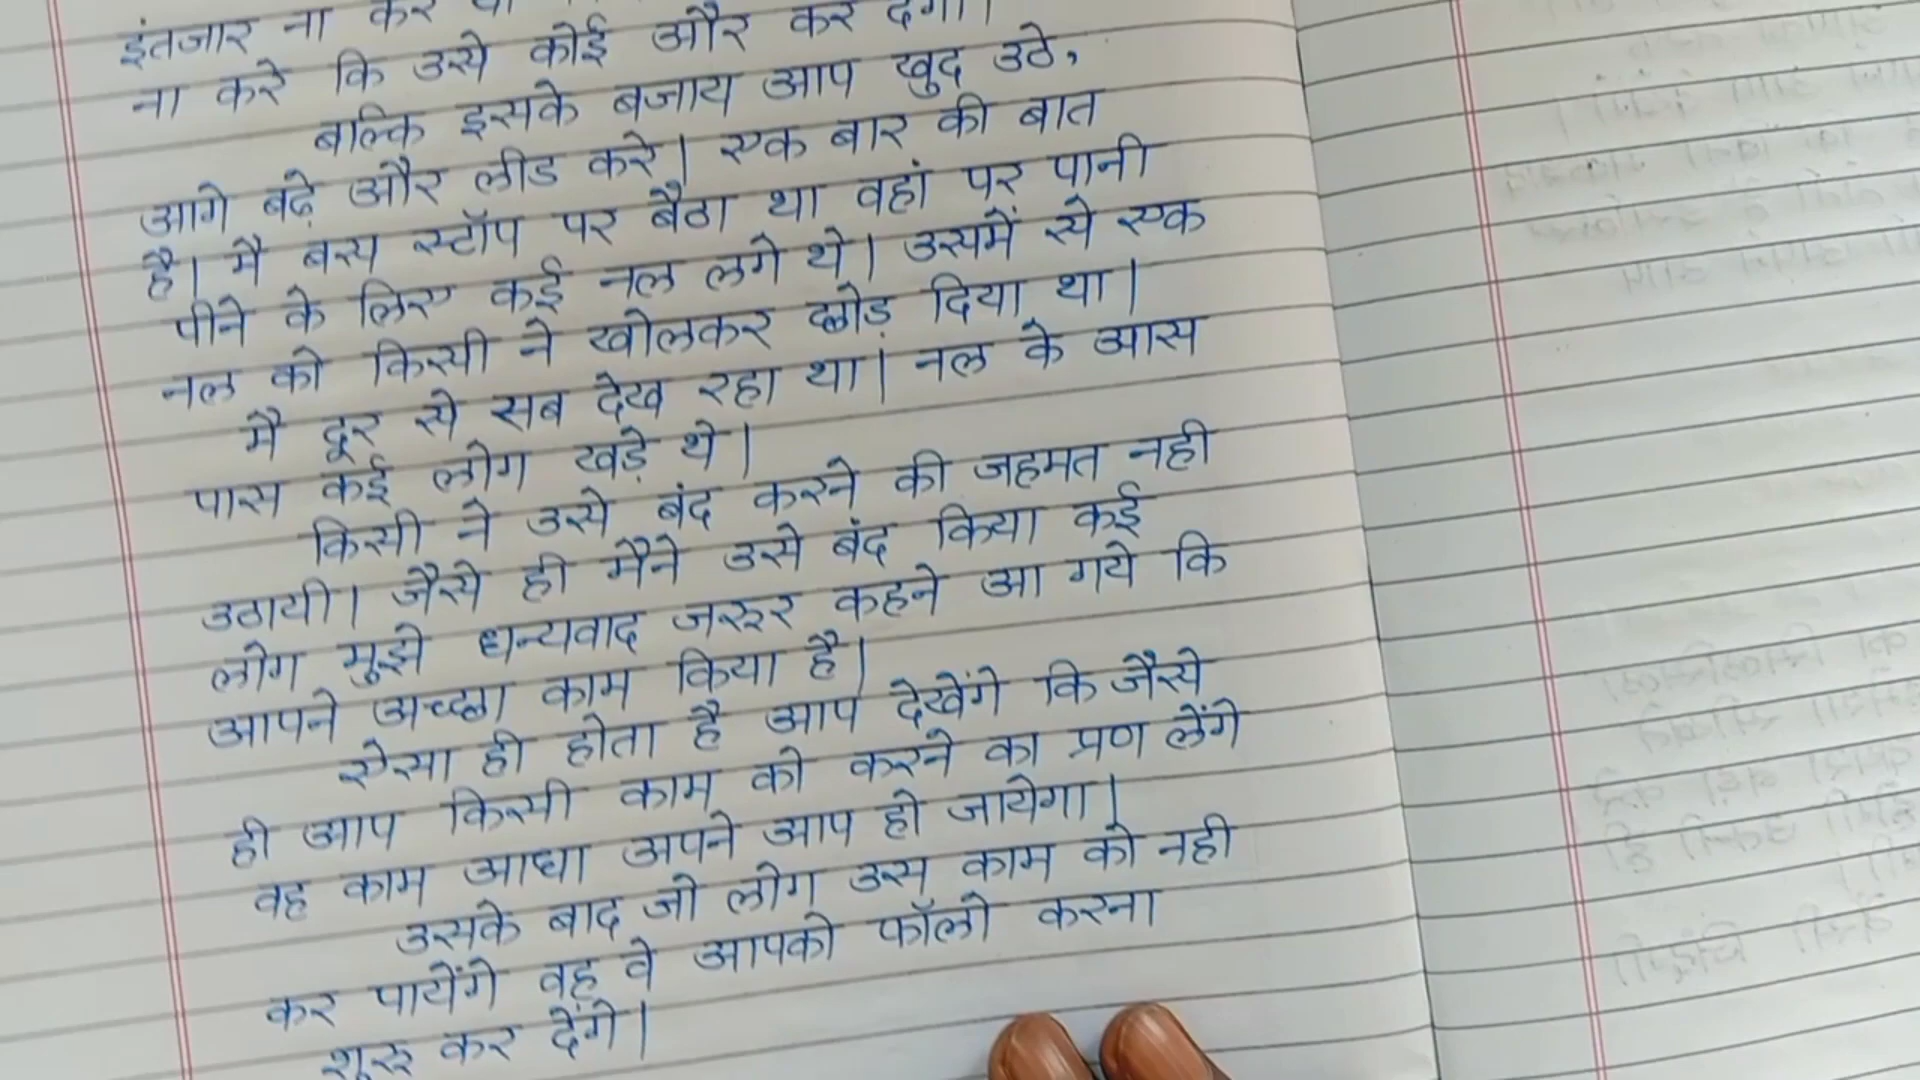 इंतजार ना कर
ना करे कि उसे कोई और कर देगा।
बल्कि इसके बजाय आप खुद उठे,
आगे बढ़े और लीड करे। एक बार की बात
है। मै बस स्टॉप पर बैठा था वहां पर पानी
पीने के लिए कई नल लगे थे। उसमें से एक
नल को किसी ने खोलकर छोड़ दिया था।
मै दूर से सब देख रहा था। नल के आस
पास कई लोग खड़े थे।
किसी ने उसे बंद करने की जहमत नही
उठायी। जैसे ही मैने उसे बंद किया कई
लोग मुझे धन्यवाद जरूर कहने आ गये कि
आपने अच्छा काम किया है।
ऐसा ही होता है आप देखेंगे कि जैसे
ही आप किसी काम को करने का प्रण लेंगे
वह काम आधा अपने आप हो जायेगा।
उसके बाद जो लोग उस काम को नही
कर पायेंगे वह वे आपको फॉलो करना
शुरू कर देंगे।